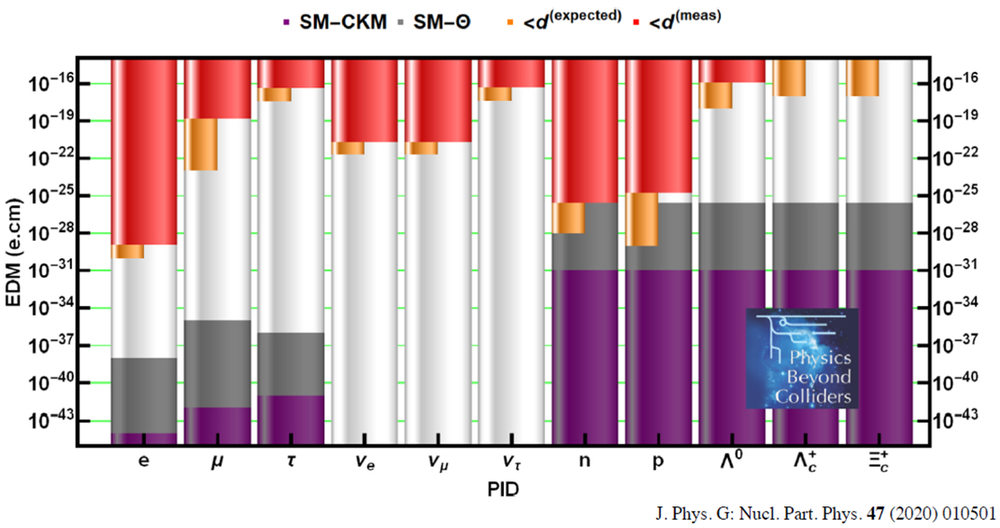 SM–CKM SM–Θ <d(expected) <d(meas)
10−16 10−16
10−19 10−19
10−22 10−22
10−25 10−25
10−28 10−28
10−31 10−31
10−34 10−34
10−37 10−37
10−40 10−40
10−43 10−43
EDM (e.cm)
Physics
Beyond
Colliders
e μ τ νe νμ ντ n p Λ0 Λc+ Ξc+
PID
J. Phys. G: Nucl. Part. Phys. 47 (2020) 010501